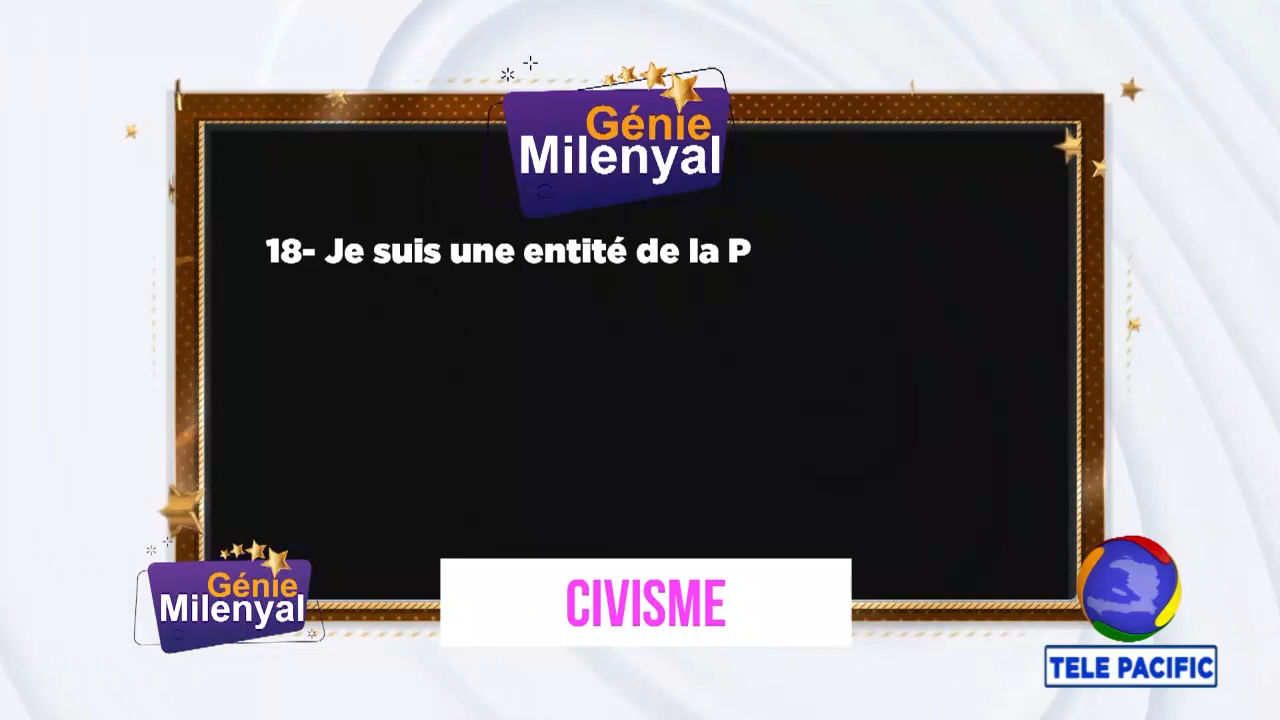 Génie
Milenyal
18- Je suis une entité de la P
Génie
Milenyal
CIVISME
TELE PACIFIC